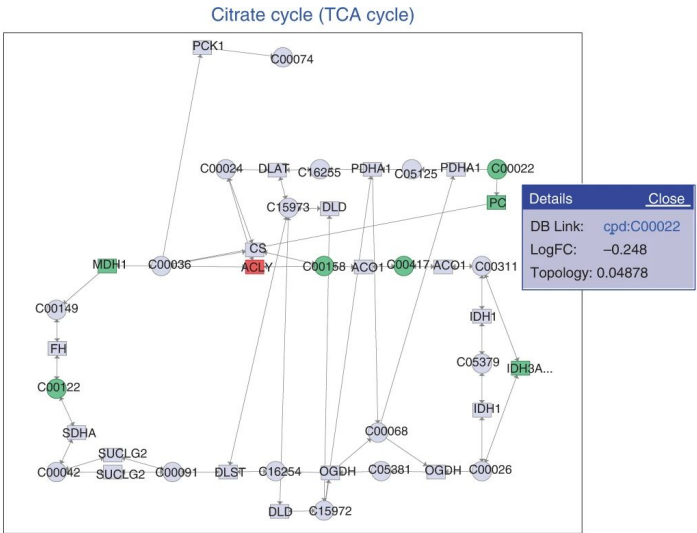 Citrate cycle (TCA cycle)
PCK1
C00074
C00024 DLAT C16255 PDHA1 C05125 PDHA1 C00022
C15973 DLD PC
Details Close
DB Link: cpd:C00022
LogFC: –0.248
Topology: 0.04878
CS
MDH1 C00036 ACLY C00158 ACO1 C00417 ACO1 C00311
C00149
IDH1
FH
C05379
IDH3A...
C00122
IDH1
SDHA
C00068
SUCLG2
C00042 SUCLG2 C00091 DLST C16254 OGDH C05381 OGDH C00026
DLD C15972